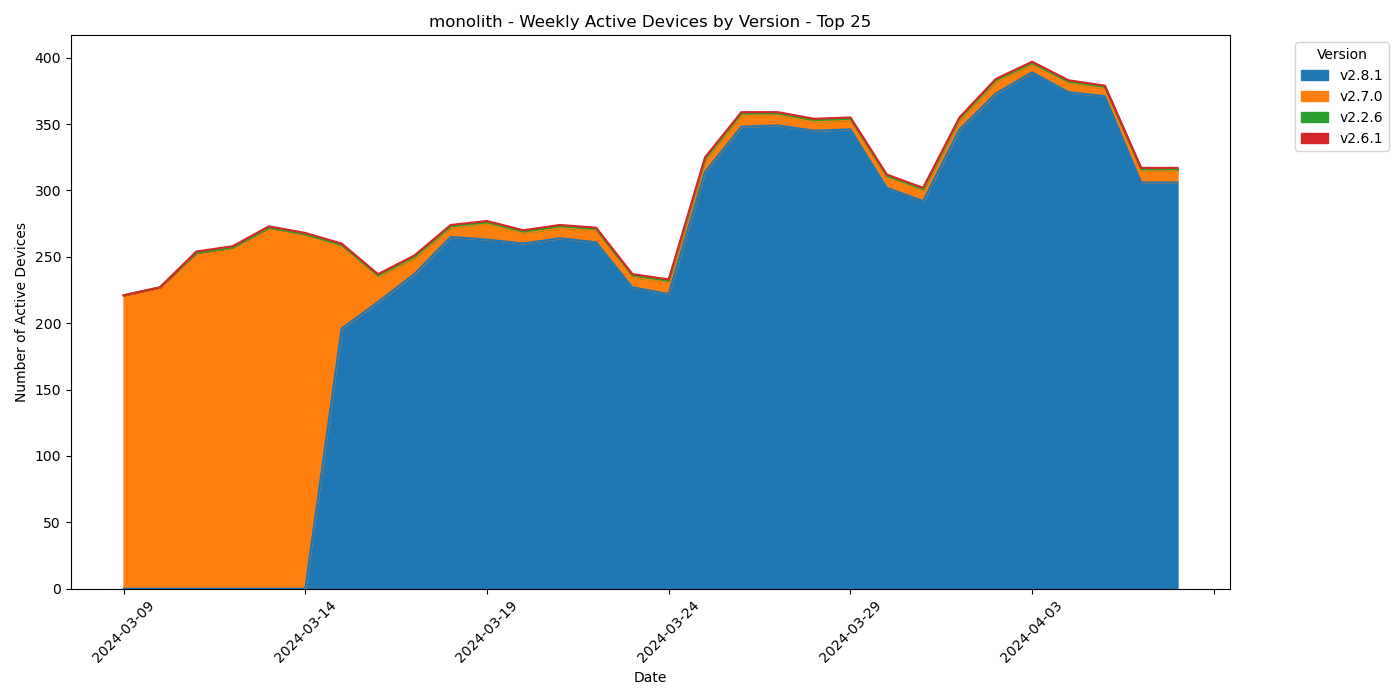 monolith - Weekly Active Devices by Version - Top 25
Version
v2.8.1
v2.7.0
v2.2.6
v2.6.1
Number of Active Devices
400
350
300
250
200
150
100
50
0
2024-03-09
2024-03-14
2024-03-19
2024-03-24
2024-03-29
2024-04-03
Date